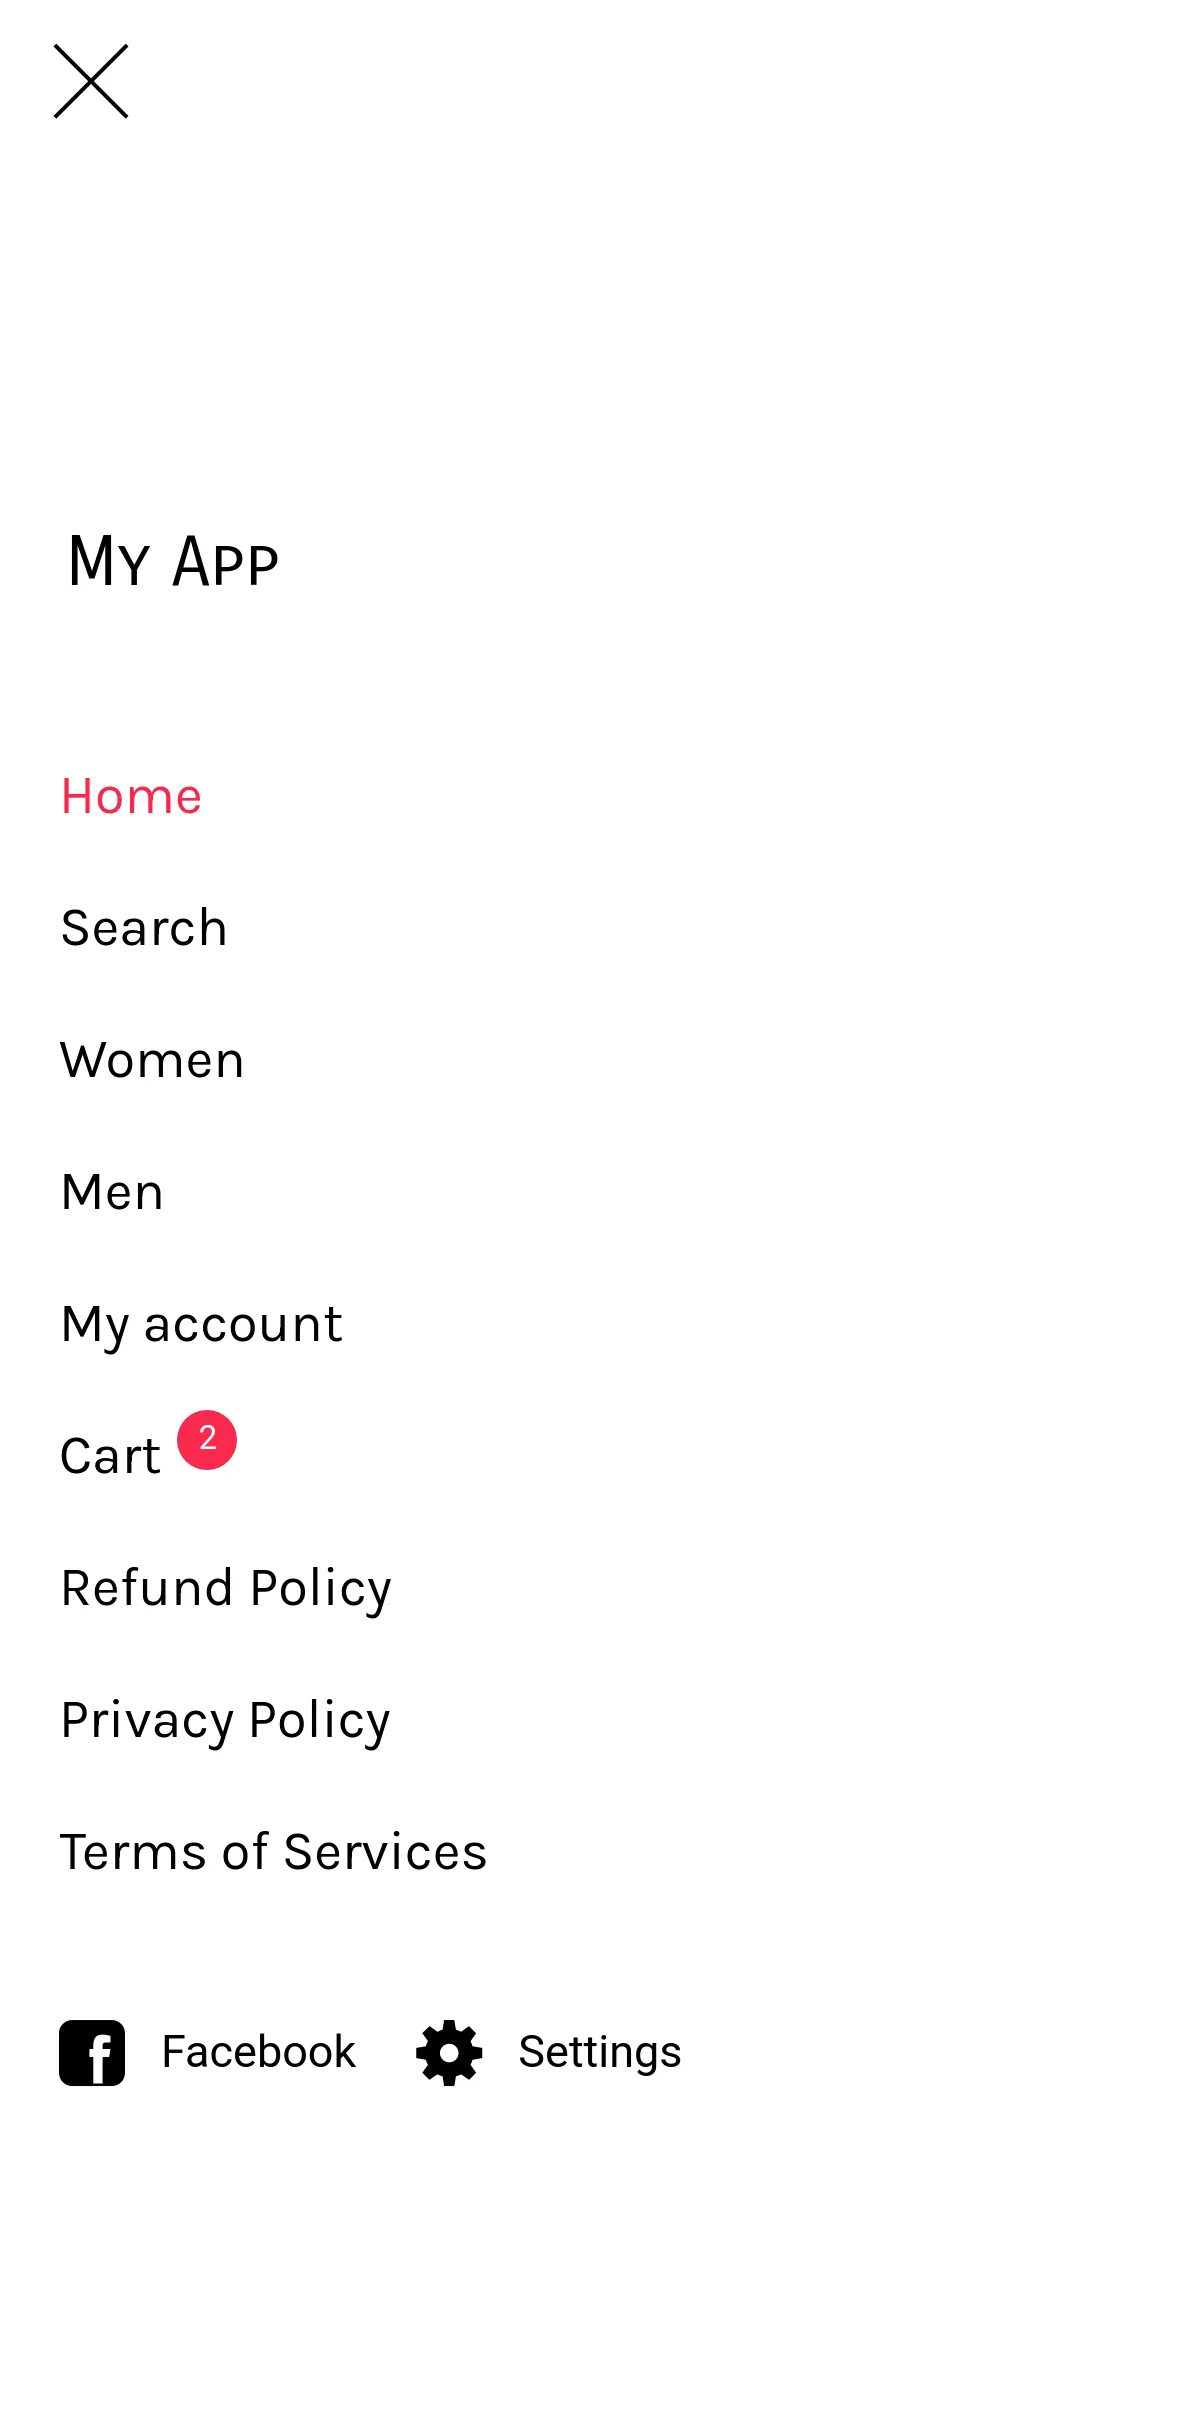 My App
Home
Search
Women
Men
My account
Cart 2
Refund Policy
Privacy Policy
Terms of Services
f Facebook Settings